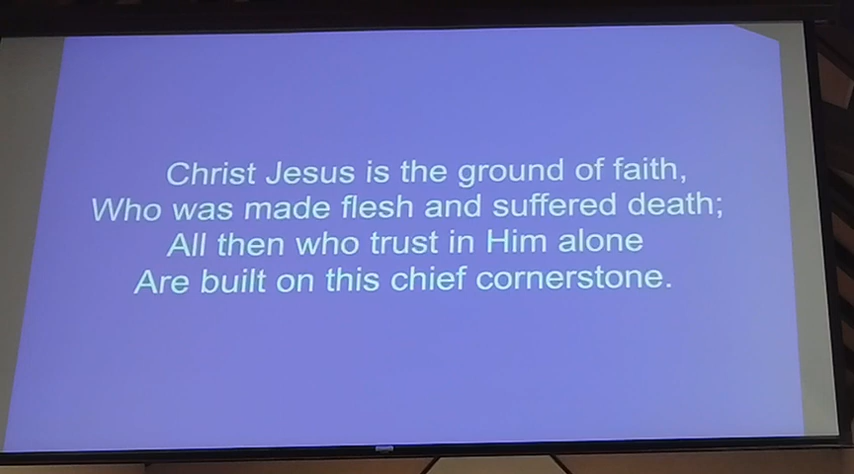 Christ Jesus is the ground of faith,
Who was made flesh and suffered death;
All then who trust in Him alone
Are built on this chief cornerstone.